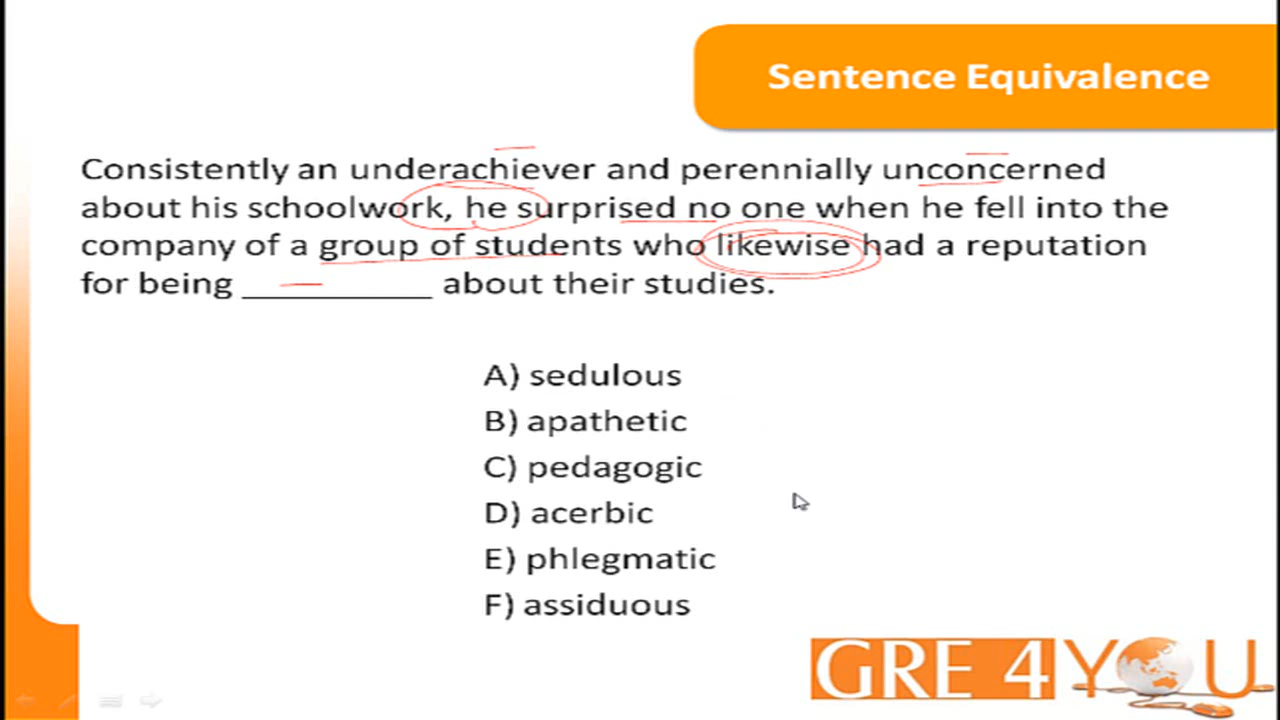 Sentence Equivalence
Consistently an underachiever and perennially unconcerned
about his schoolwork, he surprised no one when he fell into the
company of a group of students who likewise had a reputation
for being __________ about their studies.
A) sedulous
B) apathetic
C) pedagogic
D) acerbic
E) phlegmatic
F) assiduous
GRE 4 YOU